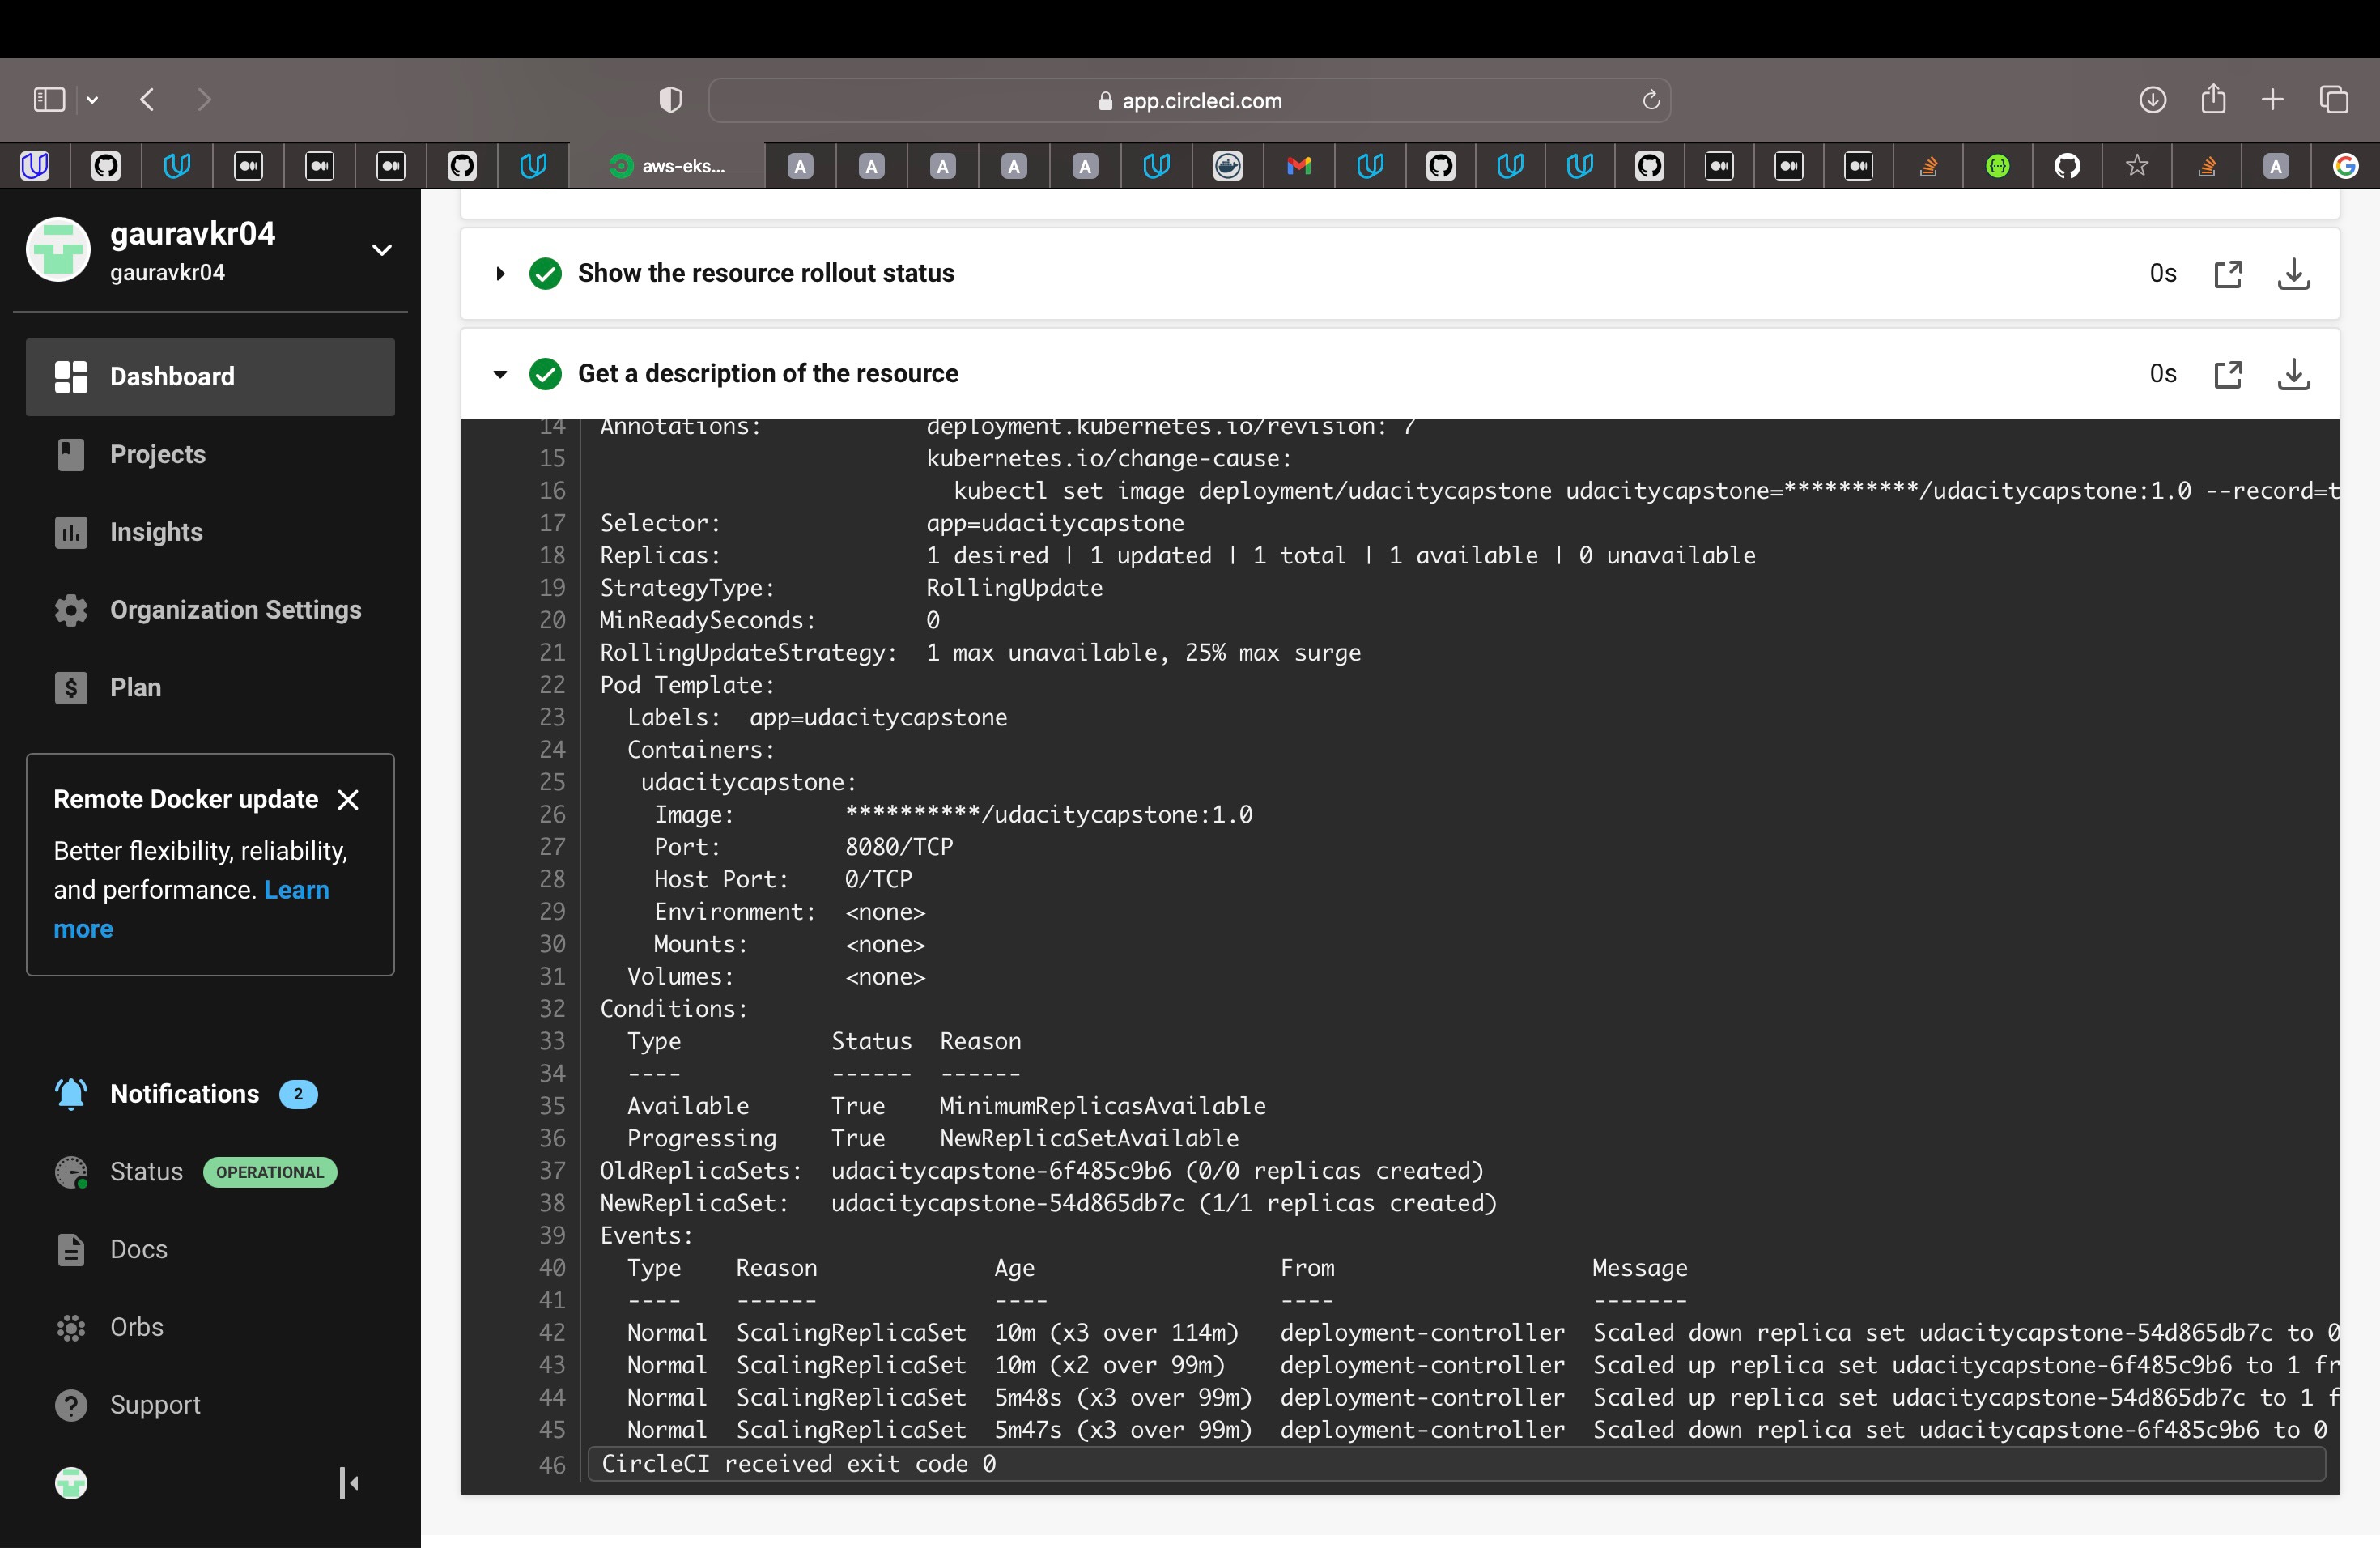 app.circleci.com
aws-eks...
gauravkr04
gauravkr04
Dashboard
Projects
Insights
Organization Settings
Plan
Remote Docker update
Better flexibility, reliability,
and performance. Learn
more
Notifications 2
Status OPERATIONAL
Docs
Orbs
Support
Show the resource rollout status 0s
Get a description of the resource 0s
14 Annotations: deployment.kubernetes.io/revision: 7
15 kubernetes.io/change-cause:
16 kubectl set image deployment/udacitycapstone udacitycapstone=**********/udacitycapstone:1.0 --record=t
17 Selector: app=udacitycapstone
18 Replicas: 1 desired | 1 updated | 1 total | 1 available | 0 unavailable
19 StrategyType: RollingUpdate
20 MinReadySeconds: 0
21 RollingUpdateStrategy: 1 max unavailable, 25% max surge
22 Pod Template:
23 Labels: app=udacitycapstone
24 Containers:
25 udacitycapstone:
26 Image: **********/udacitycapstone:1.0
27 Port: 8080/TCP
28 Host Port: 0/TCP
29 Environment: <none>
30 Mounts: <none>
31 Volumes: <none>
32 Conditions:
33 Type Status Reason
34 ---- ------ ------
35 Available True MinimumReplicasAvailable
36 Progressing True NewReplicaSetAvailable
37 OldReplicaSets: udacitycapstone-6f485c9b6 (0/0 replicas created)
38 NewReplicaSet: udacitycapstone-54d865db7c (1/1 replicas created)
39 Events:
40 Type Reason Age From Message
41 ---- ------ ---- ---- -------
42 Normal ScalingReplicaSet 10m (x3 over 114m) deployment-controller Scaled down replica set udacitycapstone-54d865db7c to 0
43 Normal ScalingReplicaSet 10m (x2 over 99m) deployment-controller Scaled up replica set udacitycapstone-6f485c9b6 to 1 fr
44 Normal ScalingReplicaSet 5m48s (x3 over 99m) deployment-controller Scaled up replica set udacitycapstone-54d865db7c to 1 f
45 Normal ScalingReplicaSet 5m47s (x3 over 99m) deployment-controller Scaled down replica set udacitycapstone-6f485c9b6 to 0
46 CircleCI received exit code 0